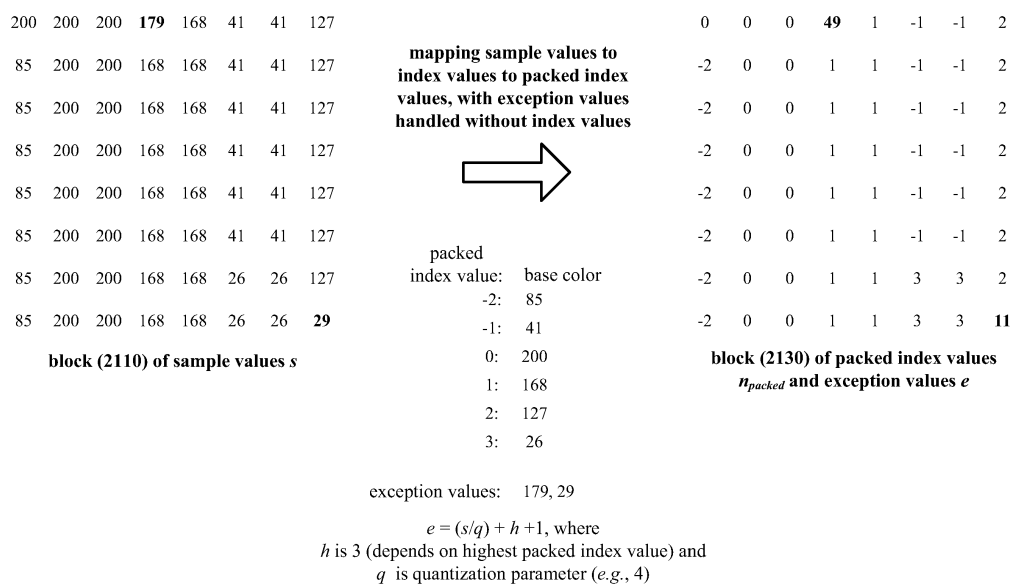 200 200 200 179 168 41 41 127
85 200 200 168 168 41 41 127
85 200 200 168 168 41 41 127
85 200 200 168 168 41 41 127
85 200 200 168 168 41 41 127
85 200 200 168 168 41 41 127
85 200 200 168 168 26 26 127
85 200 200 168 168 26 26 29
block (2110) of sample values s
mapping sample values to
index values to packed index
values, with exception values
handled without index values
packed
index value: base color
-2: 85
-1: 41
0: 200
1: 168
2: 127
3: 26
exception values: 179, 29
e = (s/q) + h +1, where
h is 3 (depends on highest packed index value) and
q is quantization parameter (e.g., 4)
0 0 0 49 1 -1 -1 2
-2 0 0 1 1 -1 -1 2
-2 0 0 1 1 -1 -1 2
-2 0 0 1 1 -1 -1 2
-2 0 0 1 1 -1 -1 2
-2 0 0 1 1 -1 -1 2
-2 0 0 1 1 3 3 2
-2 0 0 1 1 3 3 11
block (2130) of packed index values
n_packed and exception values e